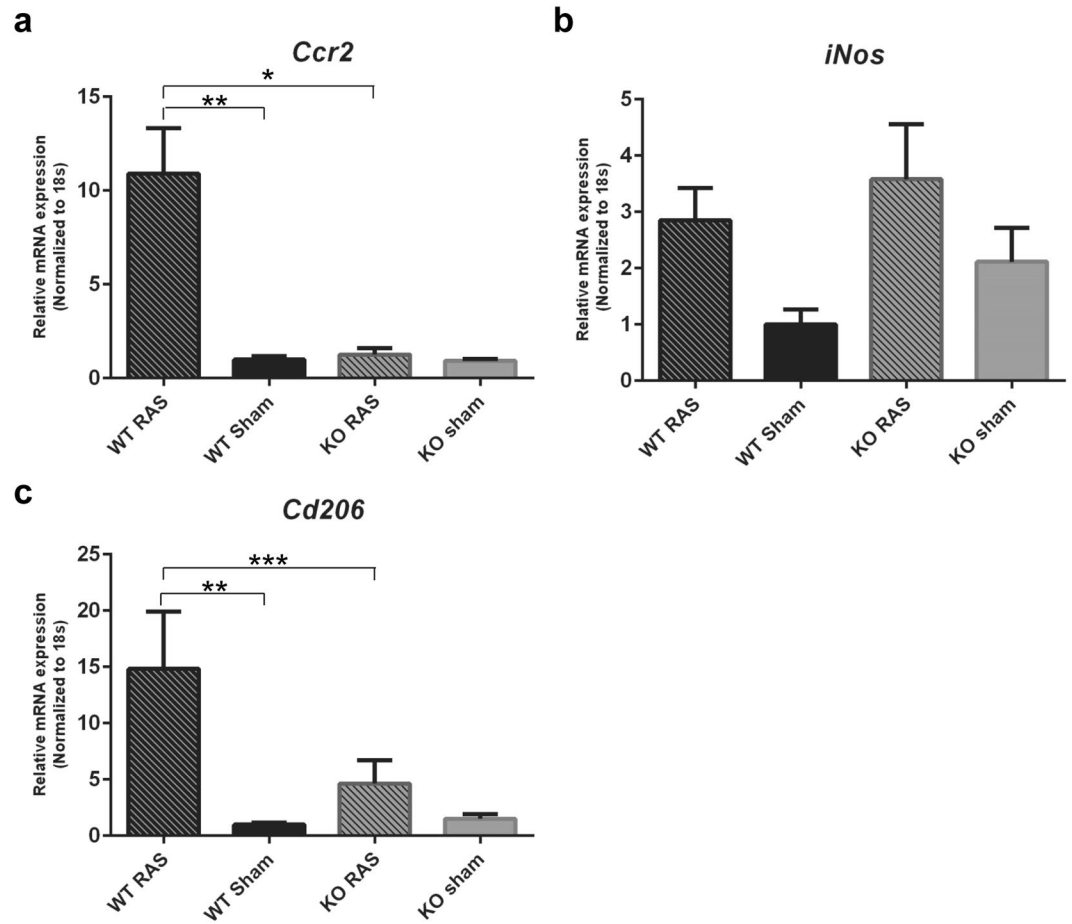 a
Ccr2
Relative mRNA expression
(Normalized to 18s)
15
10
5
0
*
**
WT RAS
WT Sham
KO RAS
KO sham
b
iNos
Relative mRNA expression
(Normalized to 18s)
5
4
3
2
1
0
WT RAS
WT Sham
KO RAS
KO sham
c
Cd206
Relative mRNA expression
(Normalized to 18s)
25
20
15
10
5
0
***
**
WT RAS
WT Sham
KO RAS
KO sham